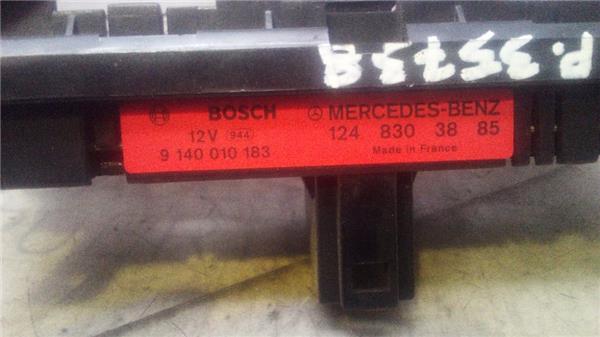 P.35738
BOSCH
12V (944)
9 140 010 183
MERCEDES-BENZ
124 830 38 85
Made in France